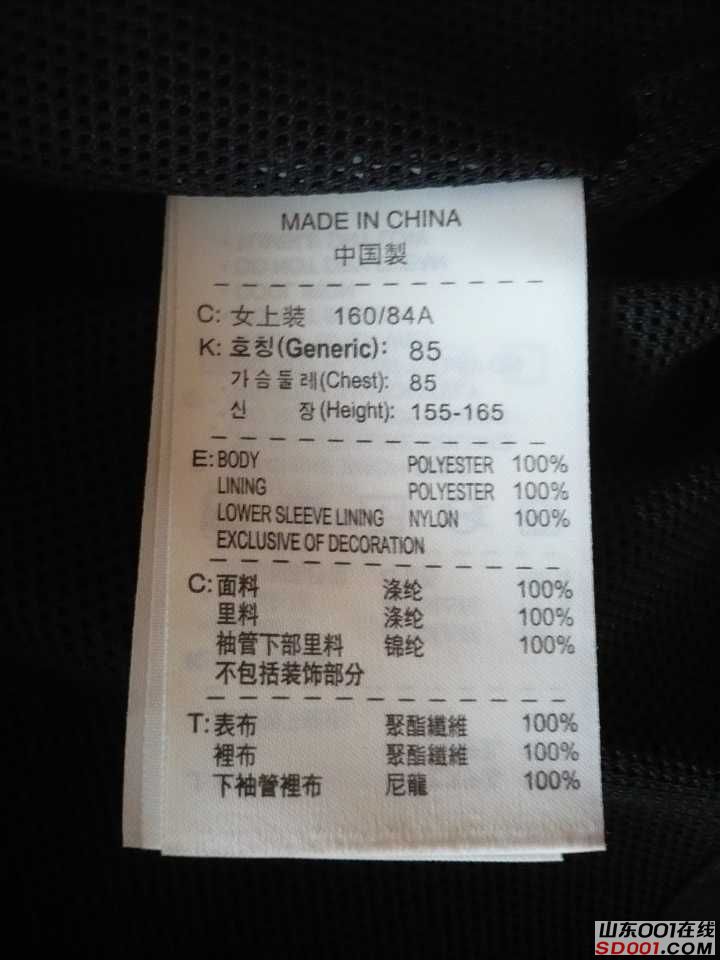 MADE IN CHINA
中国製
C: 女上装 160/84A
K: 호칭(Generic): 85
가슴둘레(Chest): 85
신 장(Height): 155-165
E: BODY POLYESTER 100%
LINING POLYESTER 100%
LOWER SLEEVE LINING NYLON 100%
EXCLUSIVE OF DECORATION
C: 面料 涤纶 100%
里料 涤纶 100%
袖管下部里料 锦纶 100%
不包括装饰部分
T: 表布 聚酯纖維 100%
裡布 聚酯纖維 100%
下袖管裡布 尼龍 100%
山东001在线
SD001.COM